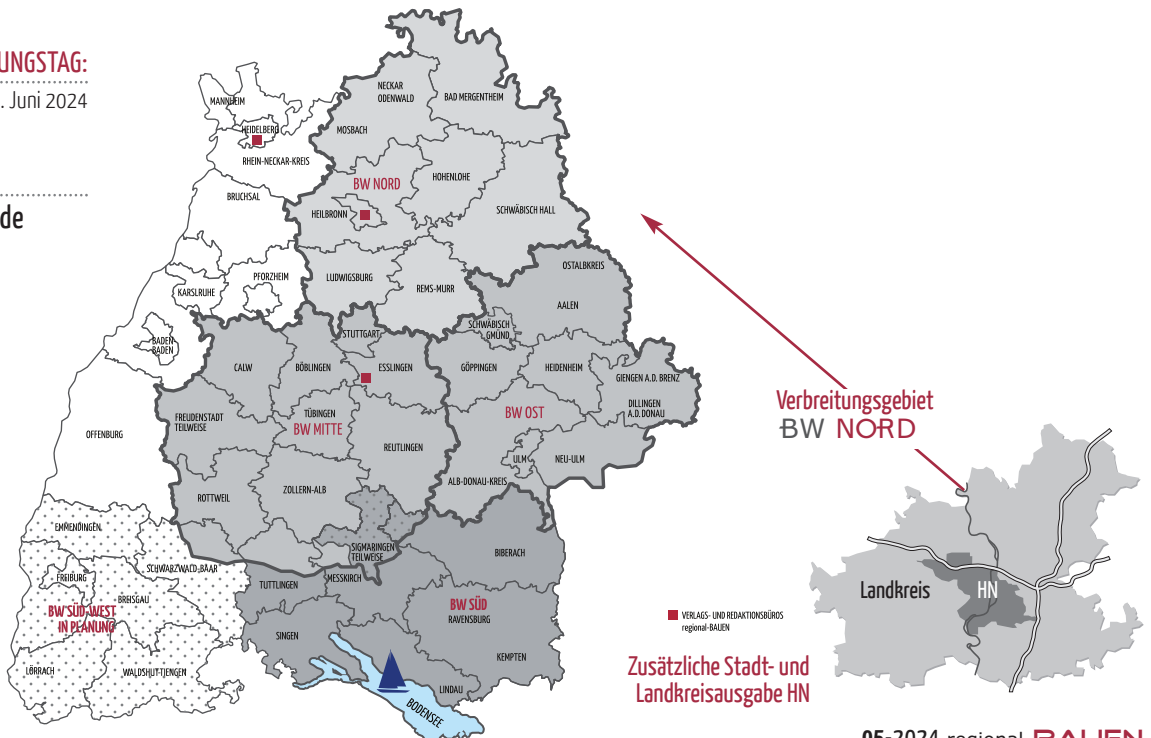 UNGSTAG:
. Juni 2024
de
NECKAR
ODENWALD
BAD MERGENTHEIM
MANNHEIM
MOSBACH
HEIDELBERG
RHEIN-NECKAR-KREIS
HOHENLOHE
BW NORD
BRUCHSAL
HEILBRONN
SCHWÄBISCH HALL
OSTALBKREIS
PFORZHEIM
LUDWIGSBURG
REMS-MURR
KARLSRUHE
AALEN
SCHWÄBISCH
GMÜND
STUTTGART
BADEN
BADEN
CALW
BÖBLINGEN
ESSLINGEN
GÖPPINGEN
HEIDENHEIM
GIENGEN A.D. BRENZ
DILLINGEN
A.D. DONAU
FREUDENSTADT
TEILWEISE
TÜBINGEN
BW MITTE
BW OST
OFFENBURG
REUTLINGEN
ULM
NEU-ULM
ALB-DONAU-KREIS
ROTTWEIL
ZOLLERN-ALB
EMMENDINGEN
SIGMARINGEN
TEILWEISE
BIBERACH
SCHWARZWALD-BAAR
FREIBURG
TUTTLINGEN
MESSKIRCH
BREISGAU
BW SÜD-WEST
IN PLANUNG
BW SÜD
RAVENSBURG
SINGEN
KEMPTEN
LÖRRACH
WALDSHUT-TIENGEN
LINDAU
BODENSEE
Verbreitungsgebiet
BW NORD
Landkreis
HN
VERLAGS- UND REDAKTIONSBÜROS
regional-BAUEN
Zusätzliche Stadt- und
Landkreisausgabe HN
05-2024 regional BAUEN